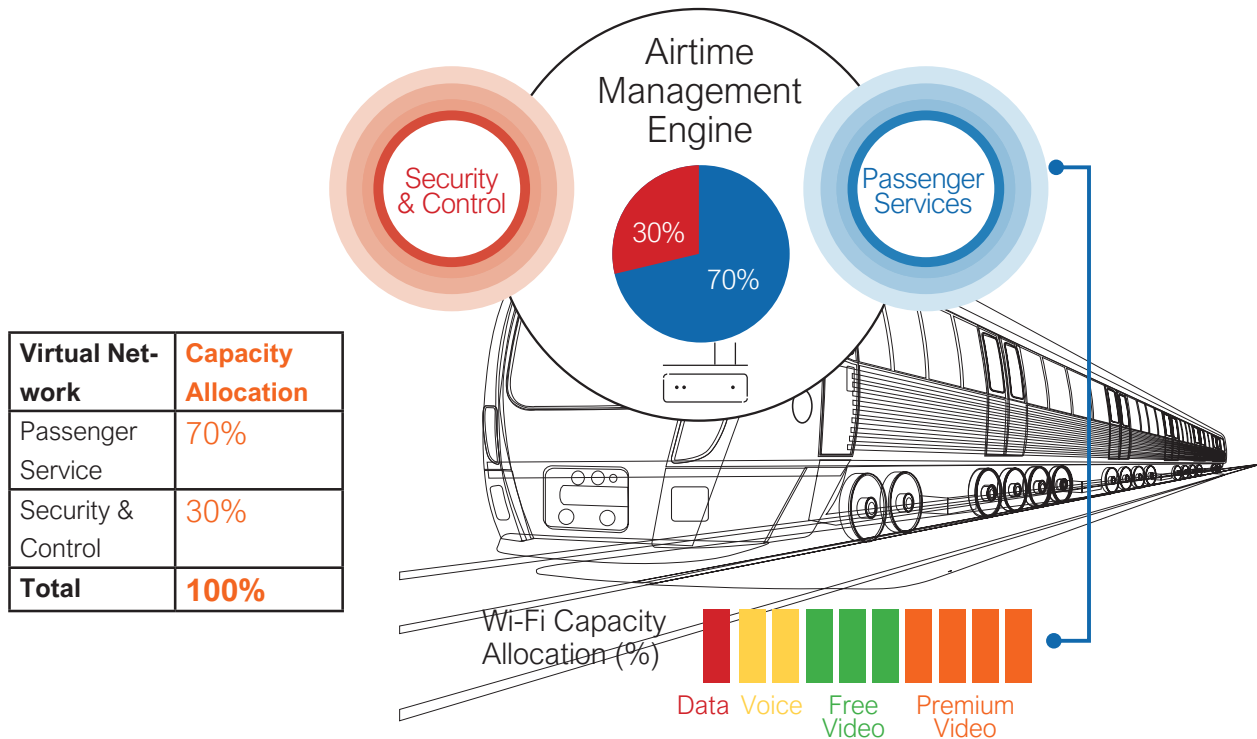 Airtime
Management
Engine
Security
& Control
30%
70%
Passenger
Services
Virtual Net-
work
Capacity
Allocation
Passenger
Service
70%
Security &
Control
30%
Total
100%
Wi-Fi Capacity
Allocation (%)
Data
Voice
Free
Video
Premium
Video